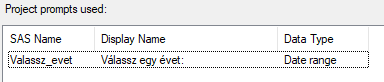 Project prompts used:
SAS Name Display Name Data Type
Valassz_evet Válassz egy évet: Date range